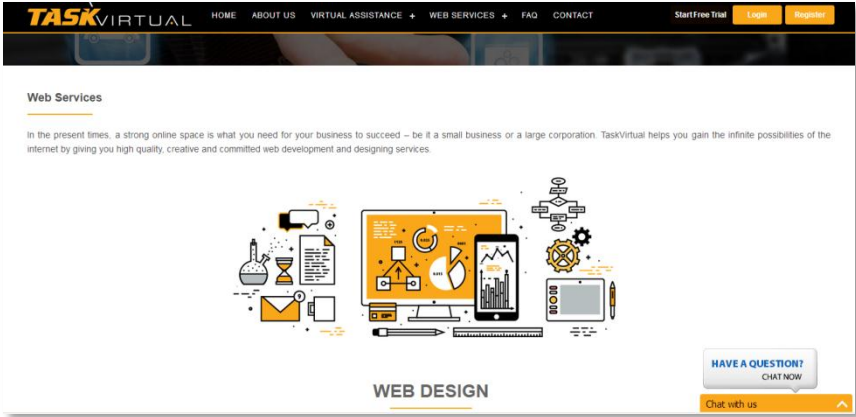 TASKVIRTUAL
HOME ABOUT US VIRTUAL ASSISTANCE + WEB SERVICES + FAQ CONTACT Start Free Trial Login Register
Web Services
In the present times, a strong online space is what you need for your business to succeed – be it a small business or a large corporation. TaskVirtual helps you gain the infinite possibilities of the
internet by giving you high quality, creative and committed web development and designing services.
WEB DESIGN
HAVE A QUESTION?
CHAT NOW
Chat with us